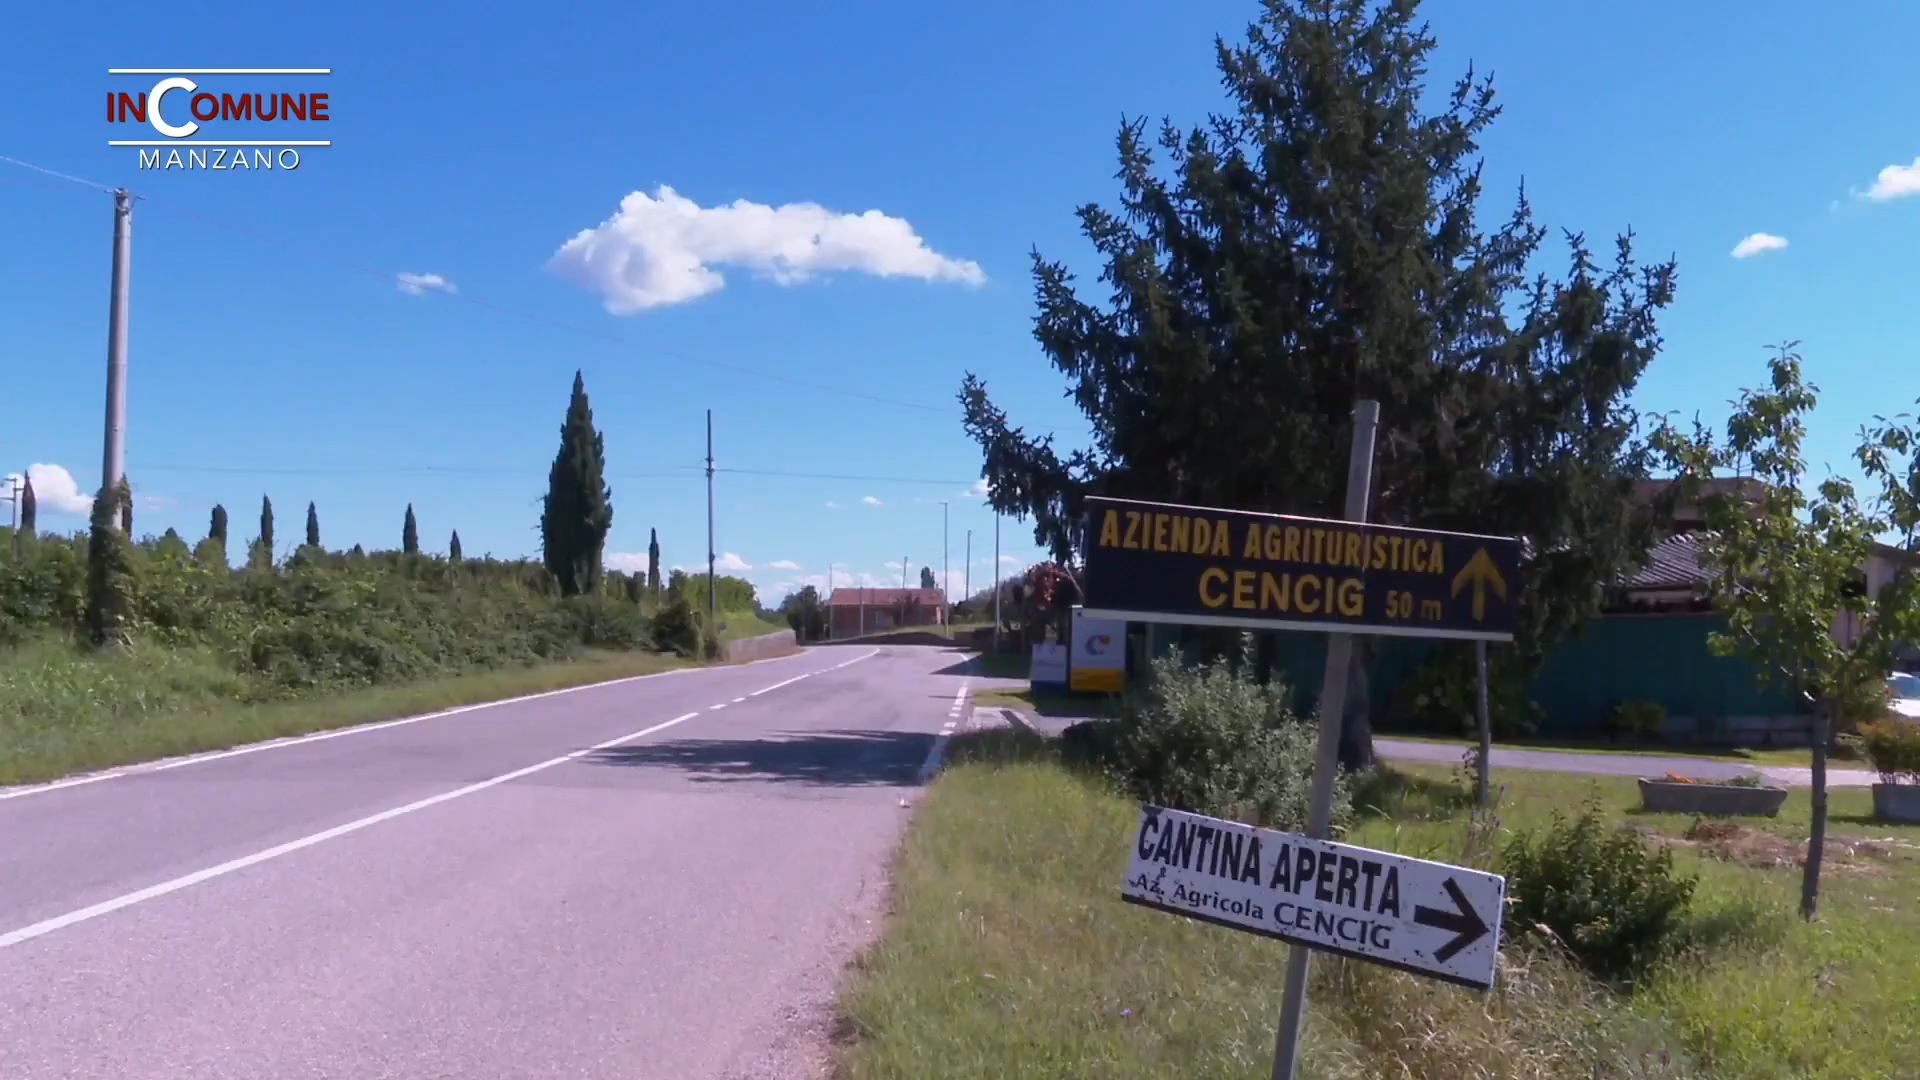 INCOMUNE
MANZANO
AZIENDA AGRITURISTICA
CENCIG 50 m
CANTINA APERTA
Az. Agricola CENCIG